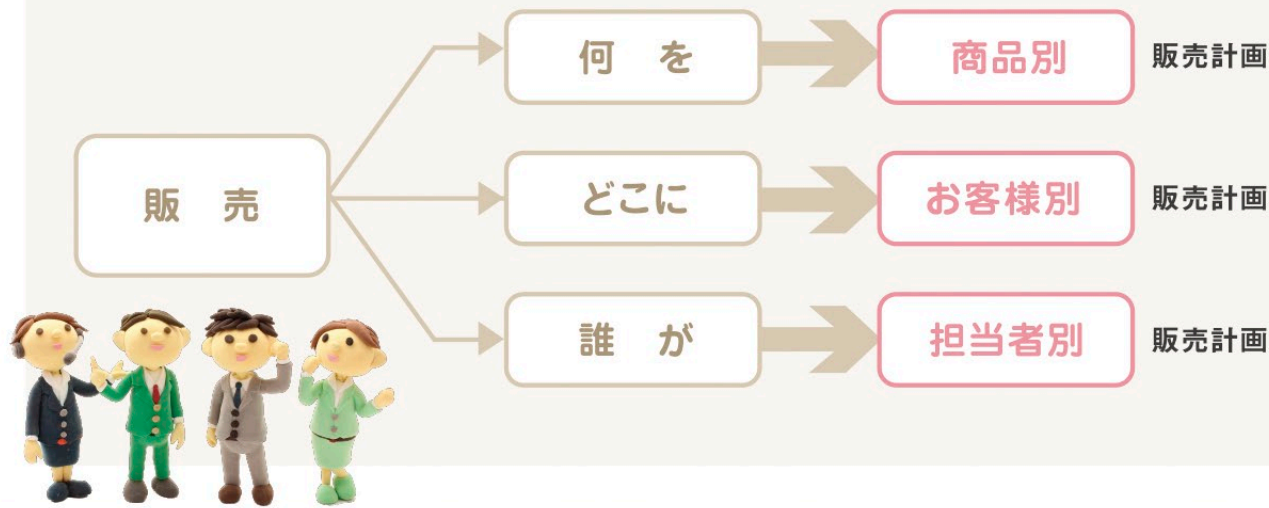 何 を 商品別 販売計画
販 売 どこに お客様別 販売計画
誰 が 担当者別 販売計画